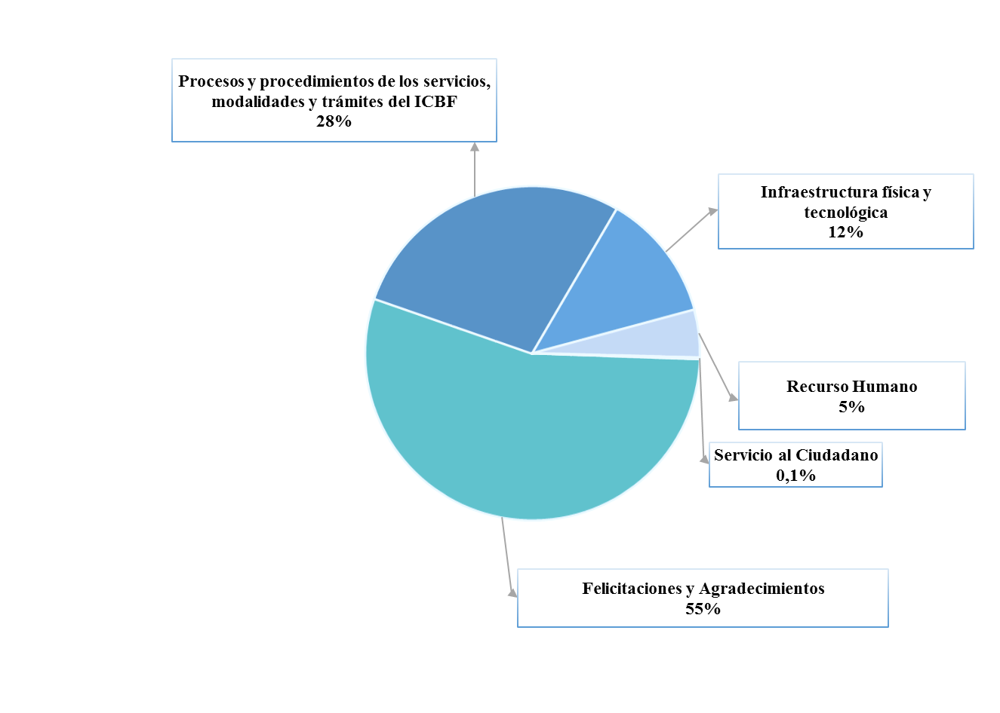 Procesos y procedimientos de los servicios,
modalidades y trámites del ICBF
28%
Infraestructura física y
tecnológica
12%
Recurso Humano
5%
Servicio al Ciudadano
0,1%
Felicitaciones y Agradecimientos
55%